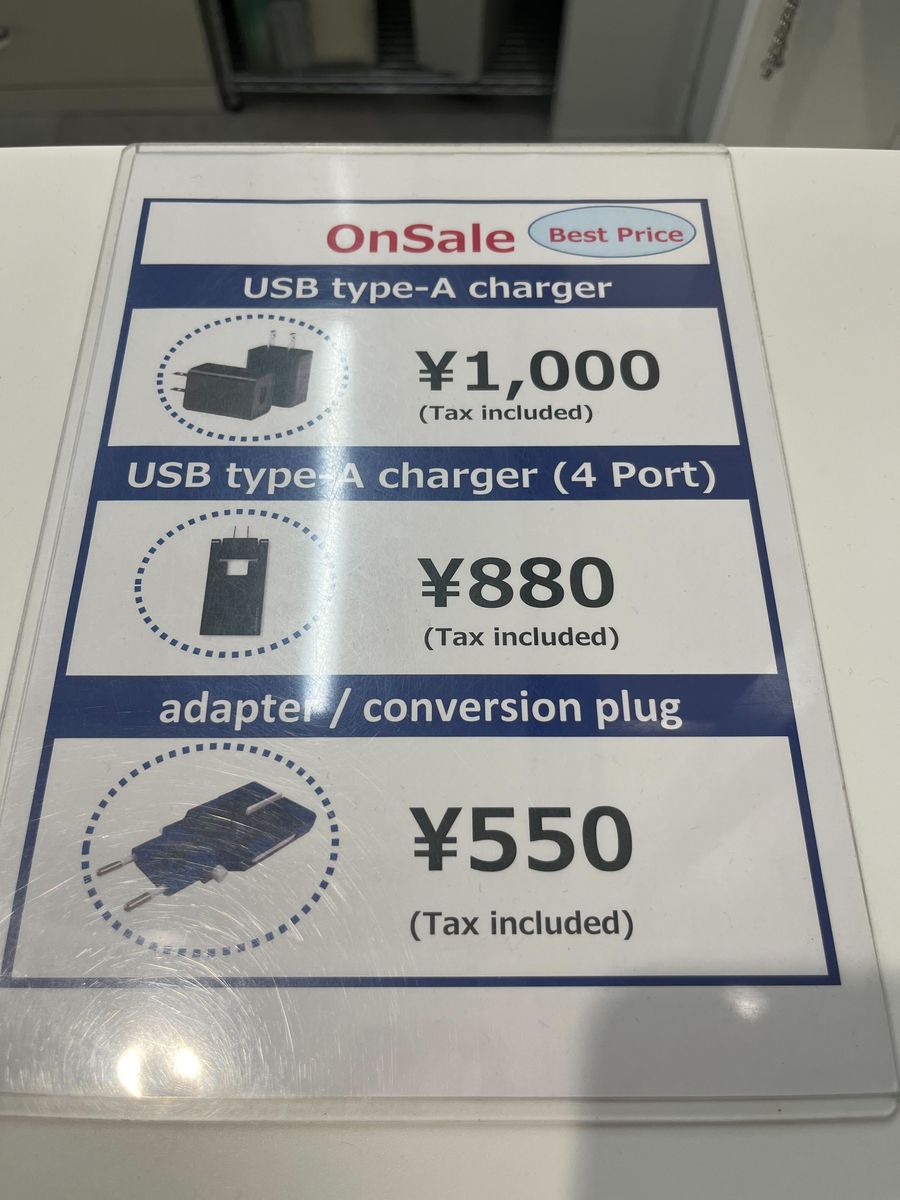 OnSale
Best Price
USB type-A charger
¥1,000
(Tax included)
USB type-A charger (4 Port)
¥880
(Tax included)
adapter / conversion plug
¥550
(Tax included)